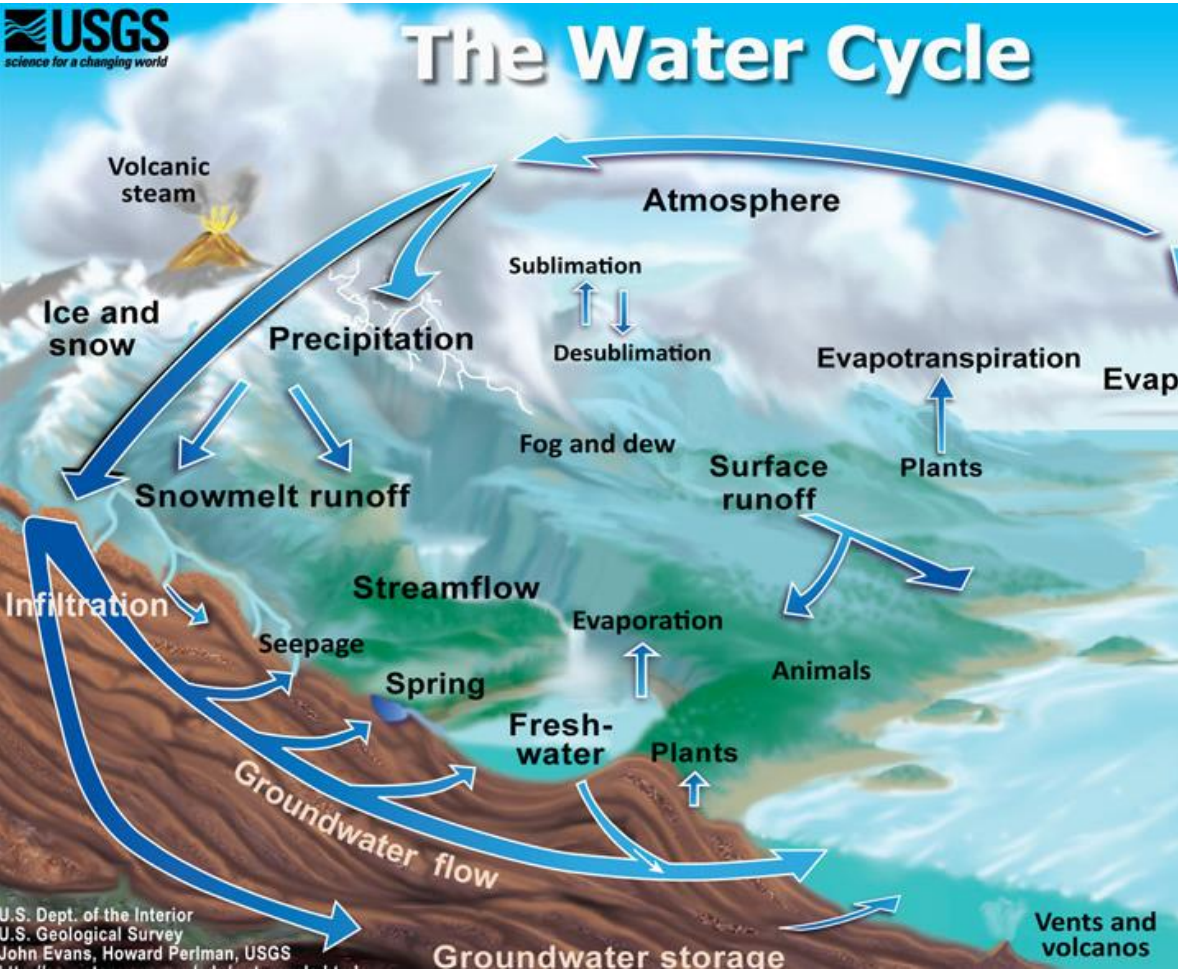 USGS
science for a changing world
The Water Cycle
Volcanic
steam
Atmosphere
Sublimation
Desublimation
Ice and
snow
Precipitation
Evapotranspiration
Evap
Fog and dew
Surface
runoff
Plants
Snowmelt runoff
Streamflow
Infiltration
Evaporation
Seepage
Animals
Spring
Fresh-
water
Plants
Groundwater flow
U.S. Dept. of the Interior
U.S. Geological Survey
John Evans, Howard Perlman, USGS
Groundwater storage
Vents and
volcanos